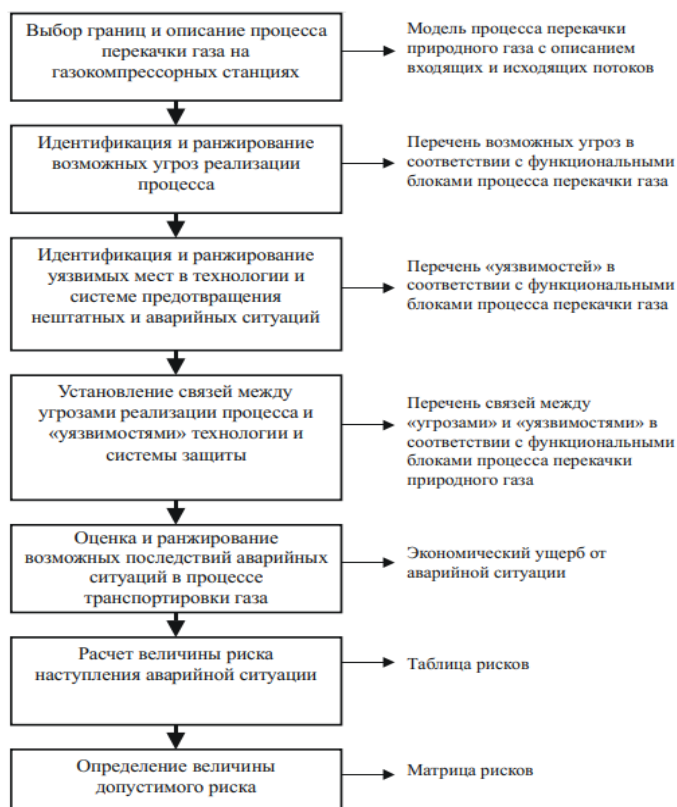 Выбор границ и описание процесса
перекачки газа на
газокомпрессорных станциях
Модель процесса перекачки
природного газа с описанием
входящих и исходящих потоков
Идентификация и ранжирование
возможных угроз реализации
процесса
Перечень возможных угроз в
соответствии с функциональными
блоками процесса перекачки газа
Идентификация и ранжирование
уязвимых мест в технологии и
системе предотвращения
нештатных и аварийных ситуаций
Перечень «уязвимостей» в
соответствии с функциональными
блоками процесса перекачки газа
Установление связей между
угрозами реализации процесса и
«уязвимостями» технологии и
системы защиты
Перечень связей между
«угрозами» и «уязвимостями» в
соответствии с функциональными
блоками процесса перекачки
природного газа
Оценка и ранжирование
возможных последствий аварийных
ситуаций в процессе
транспортировки газа
Экономический ущерб от
аварийной ситуации
Расчет величины риска
наступления аварийной ситуации
Таблица рисков
Определение величины
допустимого риска
Матрица рисков